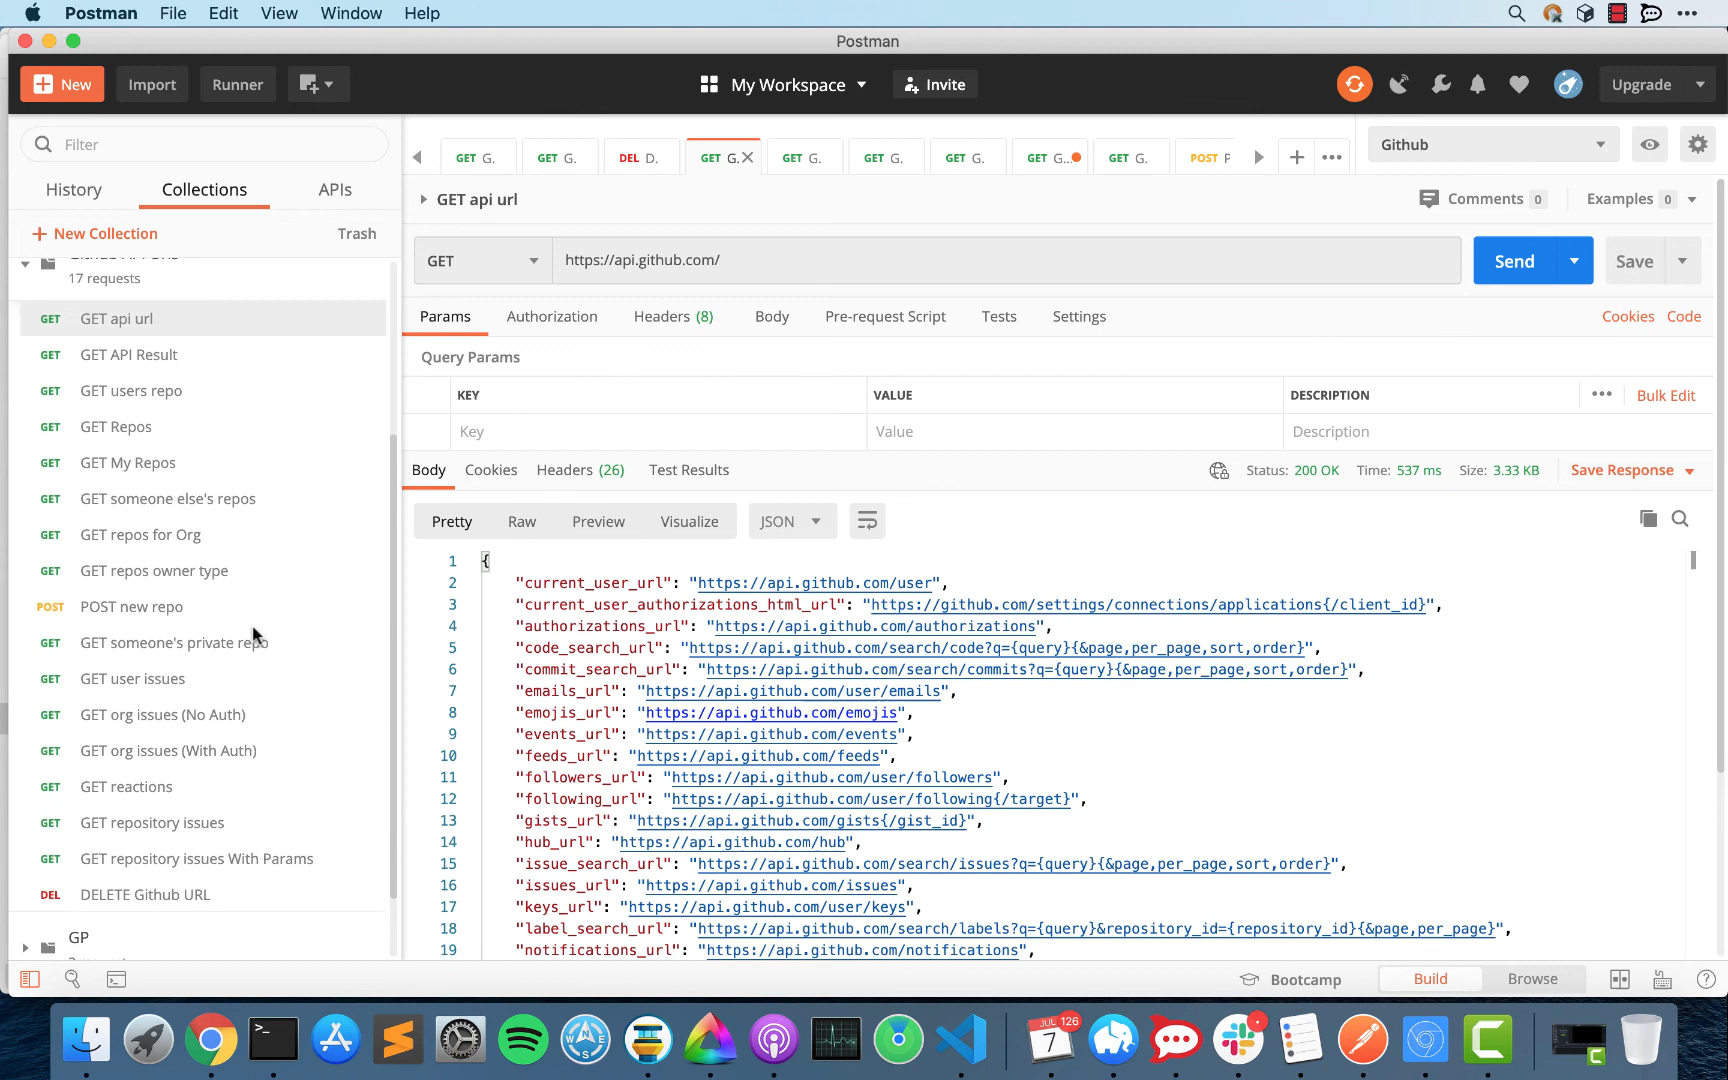 Postman File Edit View Window Help
Postman
New Import Runner My Workspace Invite Upgrade
Filter
History Collections APIs
New Collection Trash
17 requests
GET GET api url
GET GET API Result
GET GET users repo
GET GET Repos
GET GET My Repos
GET GET someone else's repos
GET GET repos for Org
GET GET repos owner type
POST POST new repo
GET GET someone's private repo
GET GET user issues
GET GET org issues (No Auth)
GET GET org issues (With Auth)
GET GET reactions
GET GET repository issues
GET GET repository issues With Params
DEL DELETE Github URL
GP
GET G. GET G. DEL D. GET G. GET G. GET G. GET G. GET G... GET G. POST P
Github
GET api url
Comments 0 Examples 0
GET https://api.github.com/ Send Save
Params Authorization Headers (8) Body Pre-request Script Tests Settings Cookies Code
Query Params
KEY VALUE DESCRIPTION Bulk Edit
Key Value Description
Body Cookies Headers (26) Test Results Status: 200 OK Time: 537 ms Size: 3.33 KB Save Response
Pretty Raw Preview Visualize JSON
1 {
2 "current_user_url": "https://api.github.com/user",
3 "current_user_authorizations_html_url": "https://github.com/settings/connections/applications{/client_id}",
4 "authorizations_url": "https://api.github.com/authorizations",
5 "code_search_url": "https://api.github.com/search/code?q={query}{&page,per_page,sort,order}",
6 "commit_search_url": "https://api.github.com/search/commits?q={query}{&page,per_page,sort,order}",
7 "emails_url": "https://api.github.com/user/emails",
8 "emojis_url": "https://api.github.com/emojis",
9 "events_url": "https://api.github.com/events",
10 "feeds_url": "https://api.github.com/feeds",
11 "followers_url": "https://api.github.com/user/followers",
12 "following_url": "https://api.github.com/user/following{/target}",
13 "gists_url": "https://api.github.com/gists{/gist_id}",
14 "hub_url": "https://api.github.com/hub",
15 "issue_search_url": "https://api.github.com/search/issues?q={query}{&page,per_page,sort,order}",
16 "issues_url": "https://api.github.com/issues",
17 "keys_url": "https://api.github.com/user/keys",
18 "label_search_url": "https://api.github.com/search/labels?q={query}&repository_id={repository_id}{&page,per_page}",
19 "notifications_url": "https://api.github.com/notifications",
Bootcamp Build Browse
JUL 126
7